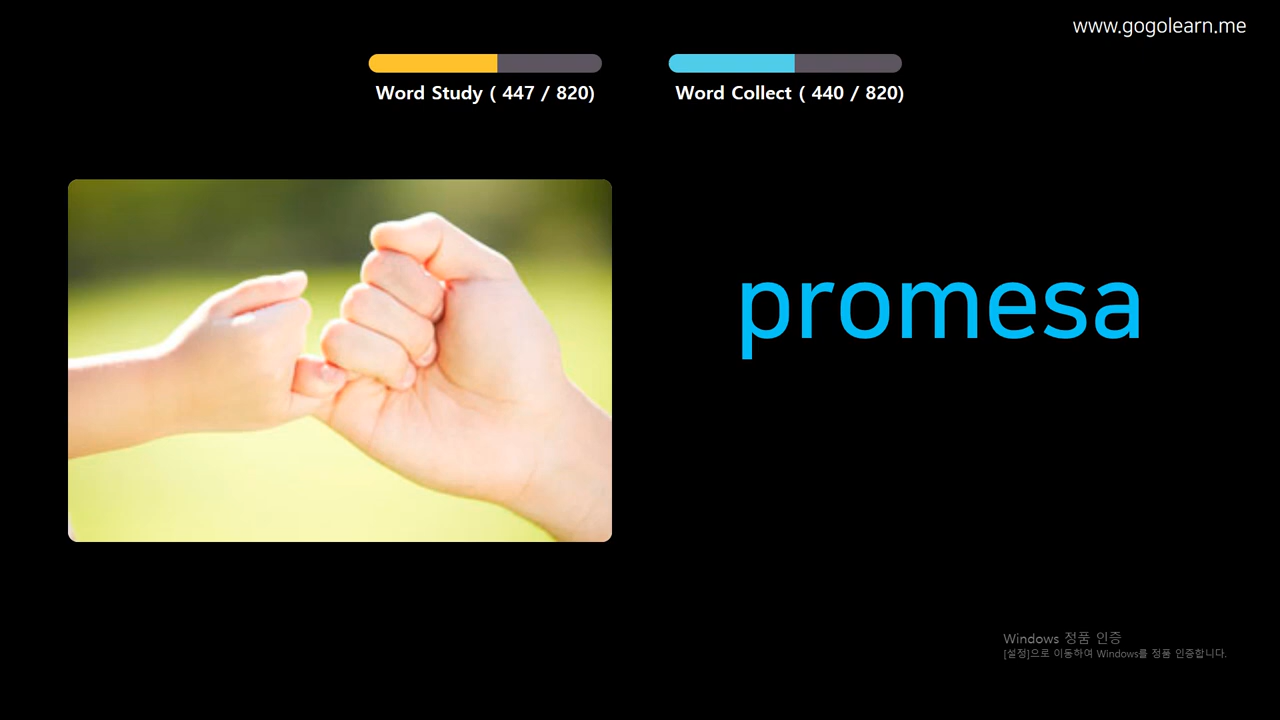 www.gogolearn.me
Word Study ( 447 / 820)
Word Collect ( 440 / 820)
promesa
Windows 정품 인증
[설정]으로 이동하여 Windows를 정품 인증합니다.